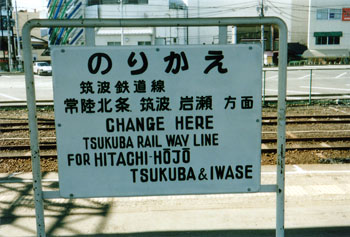 のりかえ
筑波鉄道線
常陸北条 筑波 岩瀬 方面
CHANGE HERE
TSUKUBA RAIL WAY LINE
FOR HITACHI-HŌJŌ
TSUKUBA & IWASE